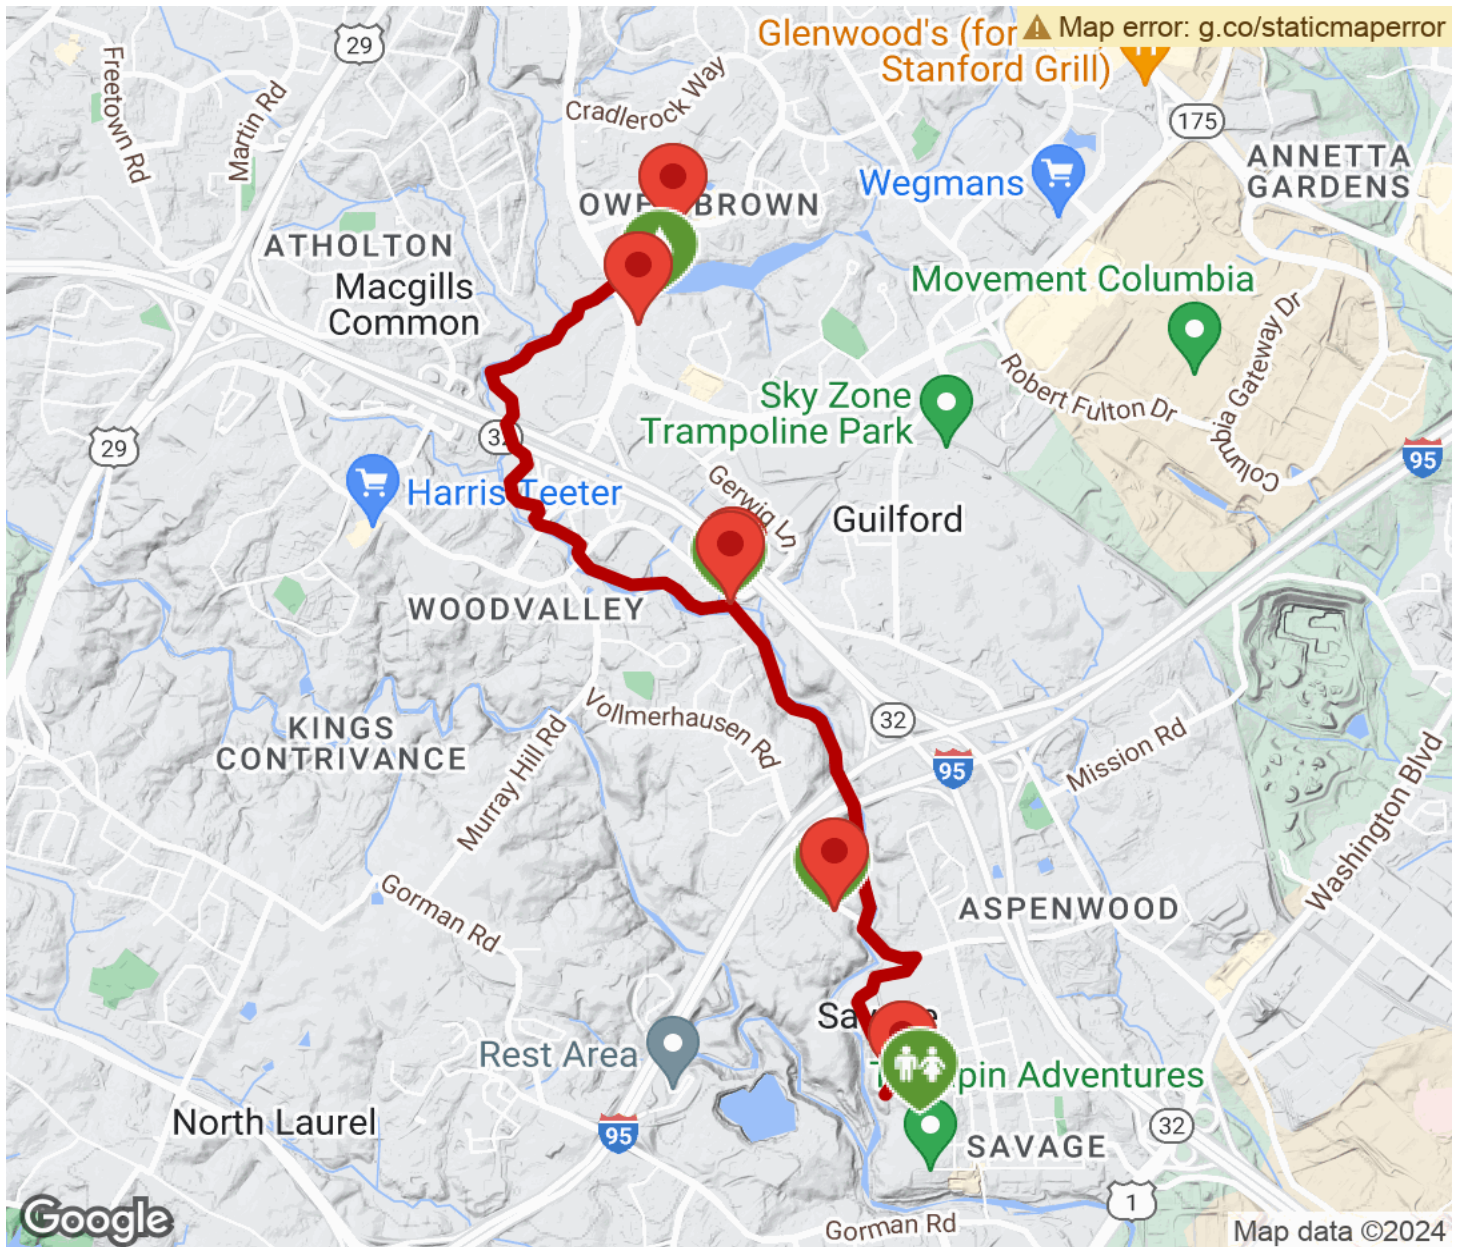 Glenwood's (for
Stanford Grill)
Map error: g.co/staticmaperror
29
Freetown Rd
Martin Rd
Cradlerock Way
175
ANNETTA
GARDENS
Wegmans
ATHOLTON
Macgills
Common
Movement Columbia
Columbia Gateway Dr
Robert Fulton Dr
Sky Zone
Trampoline Park
29
95
Harris Teeter
Gerwig Ln
Guilford
WOODVALLEY
Vollmerhausen Rd
32
KINGS
CONTRIVANCE
Murray Hill Rd
95
Mission Rd
Washington Blvd
Gorman Rd
ASPENWOOD
Rest Area
pin Adventures
North Laurel
95
32
SAVAGE
1
Gorman Rd
Google
Map data ©2024